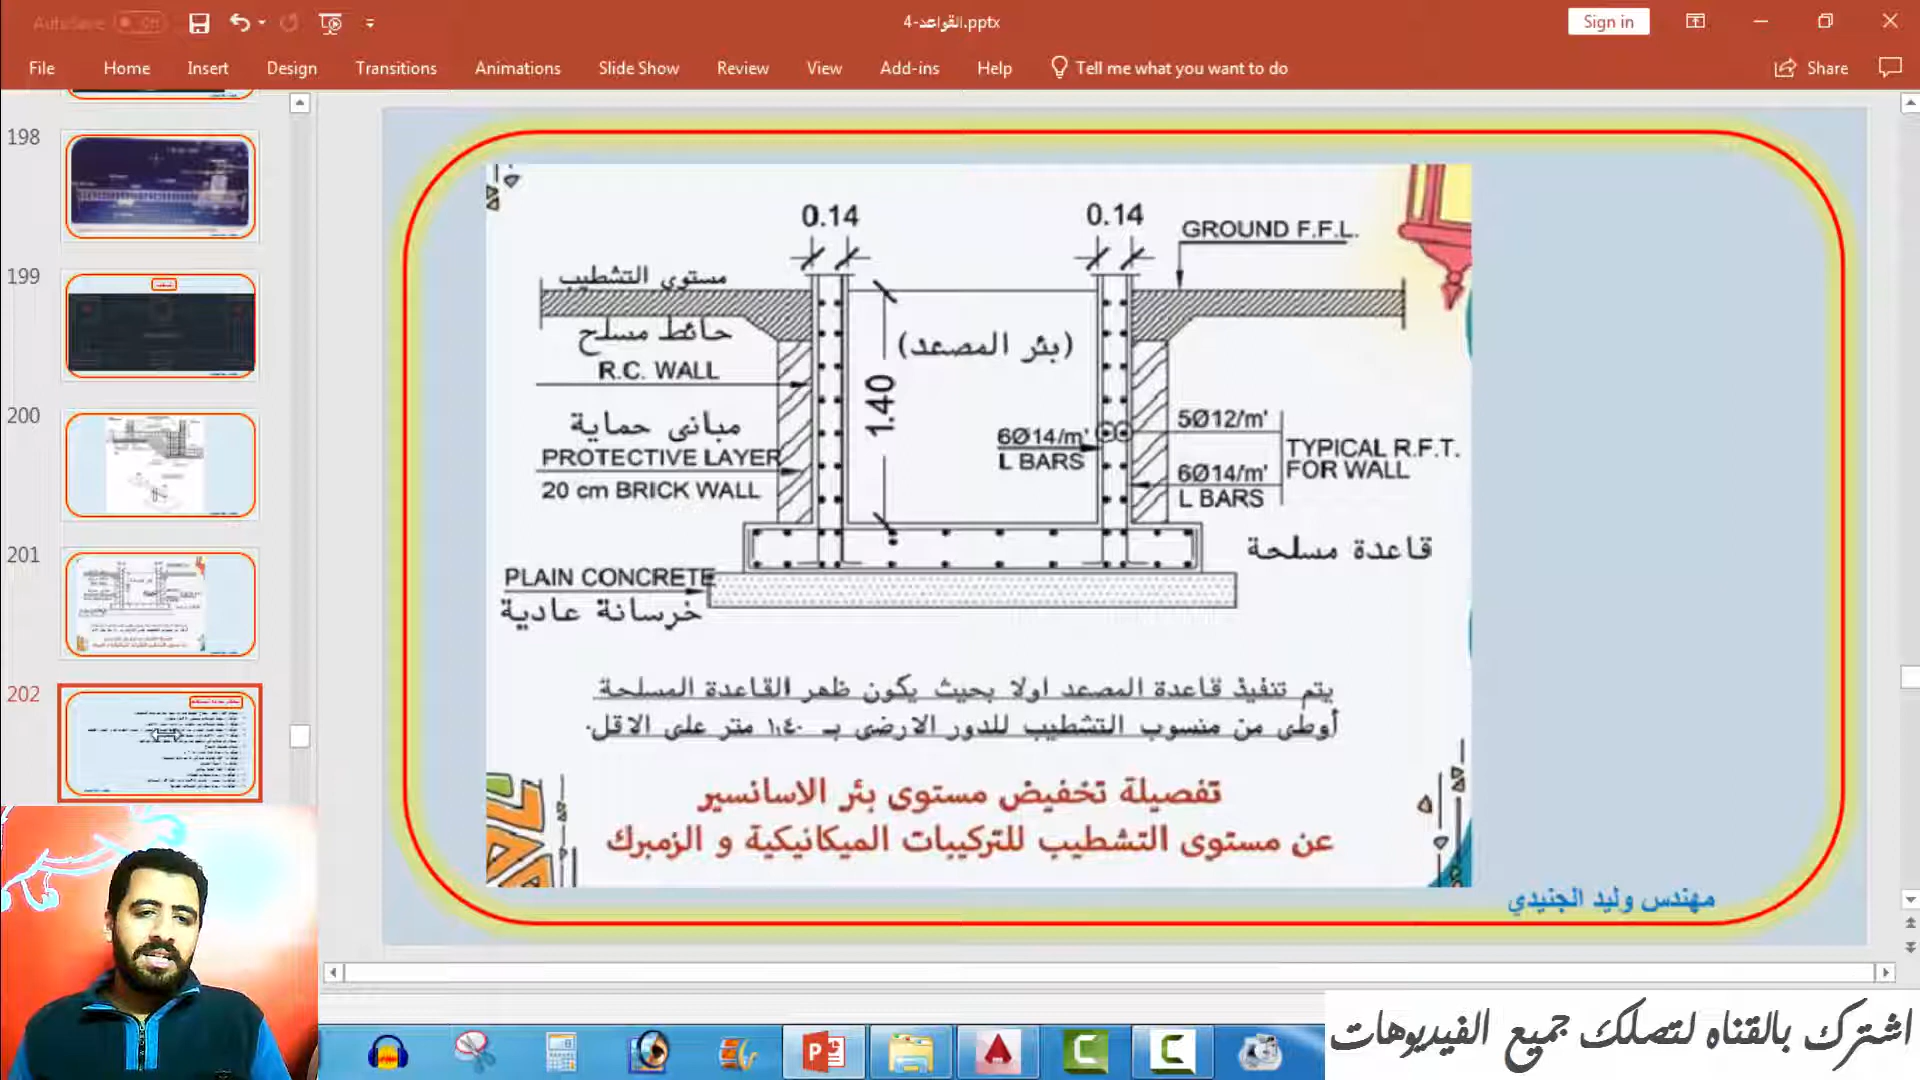 AutoSave Off
القواعد-4.pptx
Sign in
File Home Insert Design Transitions Animations Slide Show Review View Add-ins Help Tell me what you want to do Share
198
199
200
201
202
0.14
0.14
GROUND F.F.L.
مستوي التشطيب
حائط مسلح
R.C. WALL
(بئر المصعد)
1.40
مبانى حماية
PROTECTIVE LAYER
20 cm BRICK WALL
6Ø14/m'
L BARS
5Ø12/m'
6Ø14/m'
L BARS
TYPICAL R.F.T.
FOR WALL
قاعدة مسلحة
PLAIN CONCRETE
خرسانة عادية
يتم تنفيذ قاعدة المصعد اولا بحيث يكون ظهر القاعدة المسلحة
أوطى من منسوب التشطيب للدور الارضى بـ ١,٤٠ متر على الاقل.
تفصيلة تخفيض مستوى بئر الاسانسير
عن مستوى التشطيب للتركيبات الميكانيكية و الزمبرك
مهندس وليد الجنيدي
اشترك بالقناه لتصلك جميع الفيديوهات